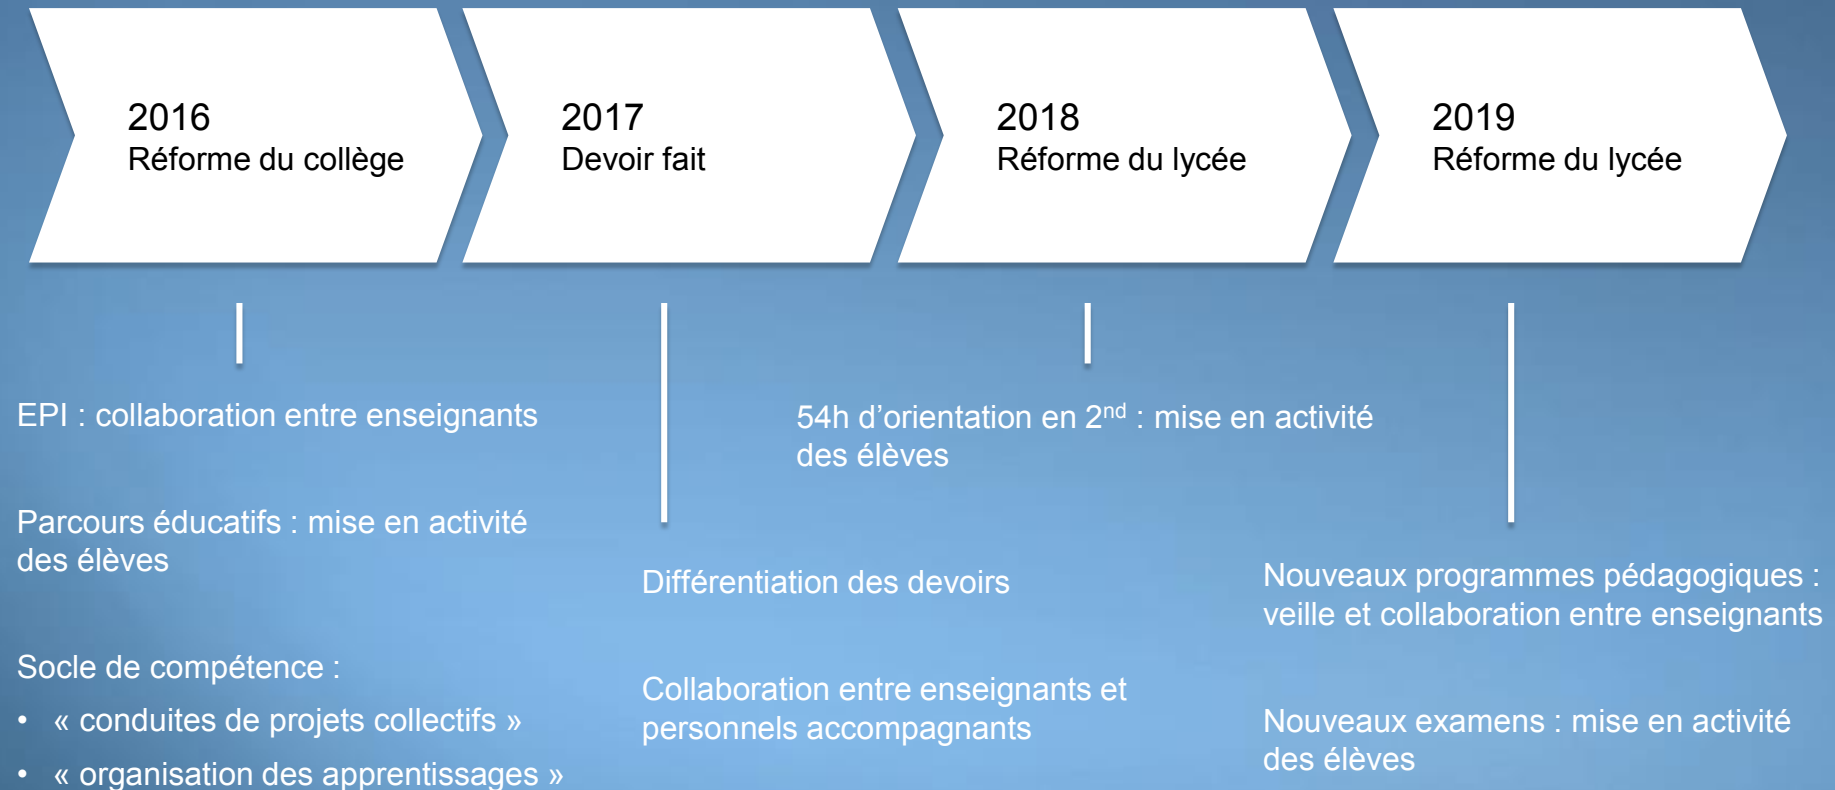 2016
Réforme du collège
2017
Devoir fait
2018
Réforme du lycée
2019
Réforme du lycée
EPI : collaboration entre enseignants
Parcours éducatifs : mise en activité
des élèves
Socle de compétence :
• « conduites de projets collectifs »
• « organisation des apprentissages »
Différentiation des devoirs
Collaboration entre enseignants et
personnels accompagnants
54h d’orientation en 2nd : mise en activité
des élèves
Nouveaux programmes pédagogiques :
veille et collaboration entre enseignants
Nouveaux examens : mise en activité
des élèves